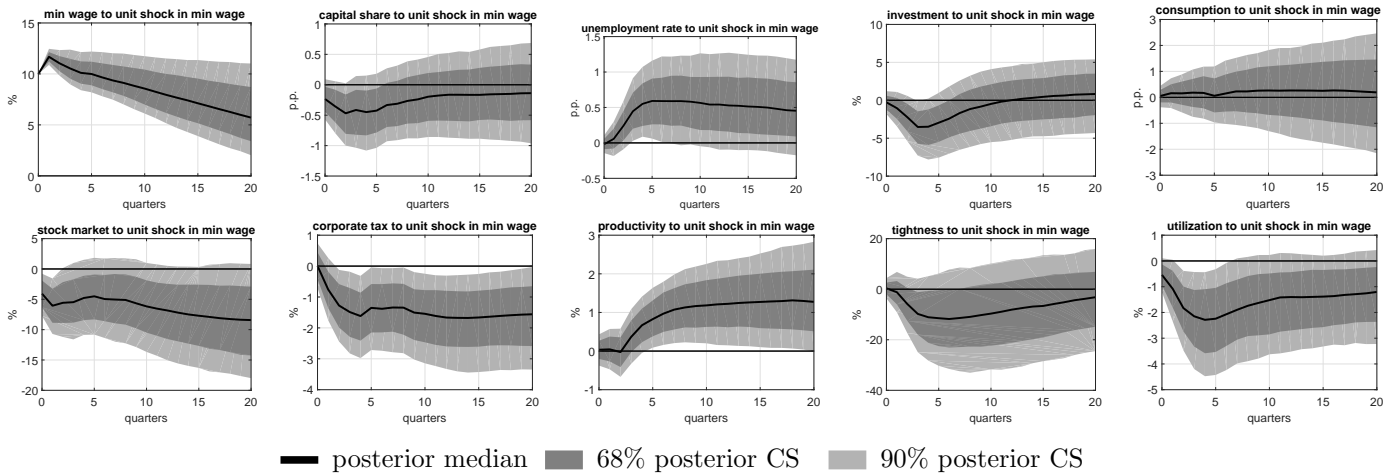 min wage to unit shock in min wage
15
10
5
0
%
0 5 10 15 20
quarters
capital share to unit shock in min wage
1
0.5
0
-0.5
-1
-1.5
p.p.
0 5 10 15 20
quarters
unemployment rate to unit shock in min wage
1.5
1
0.5
0
-0.5
p.p.
0 5 10 15 20
quarters
investment to unit shock in min wage
10
5
0
-5
-10
%
0 5 10 15 20
quarters
consumption to unit shock in min wage
3
2
1
0
-1
-2
-3
p.p.
0 5 10 15 20
quarters
stock market to unit shock in min wage
5
0
-5
-10
-15
-20
%
0 5 10 15 20
quarters
corporate tax to unit shock in min wage
1
0
-1
-2
-3
-4
%
0 5 10 15 20
quarters
productivity to unit shock in min wage
3
2
1
0
-1
%
0 5 10 15 20
quarters
tightness to unit shock in min wage
20
0
-20
-40
%
0 5 10 15 20
quarters
utilization to unit shock in min wage
1
0
-1
-2
-3
-4
-5
%
0 5 10 15 20
quarters
posterior median 68% posterior CS 90% posterior CS